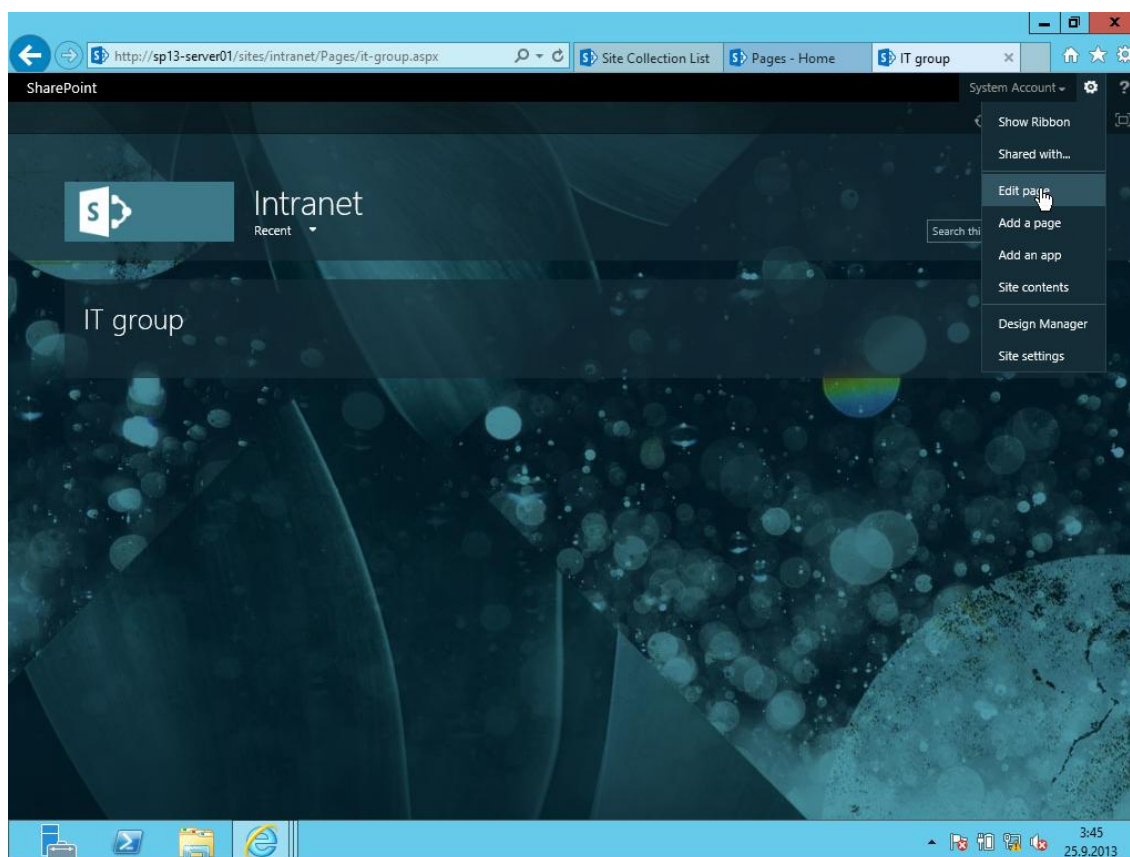 http://sp13-server01/sites/intranet/Pages/it-group.aspx
Site Collection List
Pages - Home
IT group
SharePoint
System Account
?
Show Ribbon
Shared with...
S
Intranet
Recent
Edit page
Search thi
Add a page
Add an app
Site contents
IT group
Design Manager
Site settings
3:45
25.9.2013